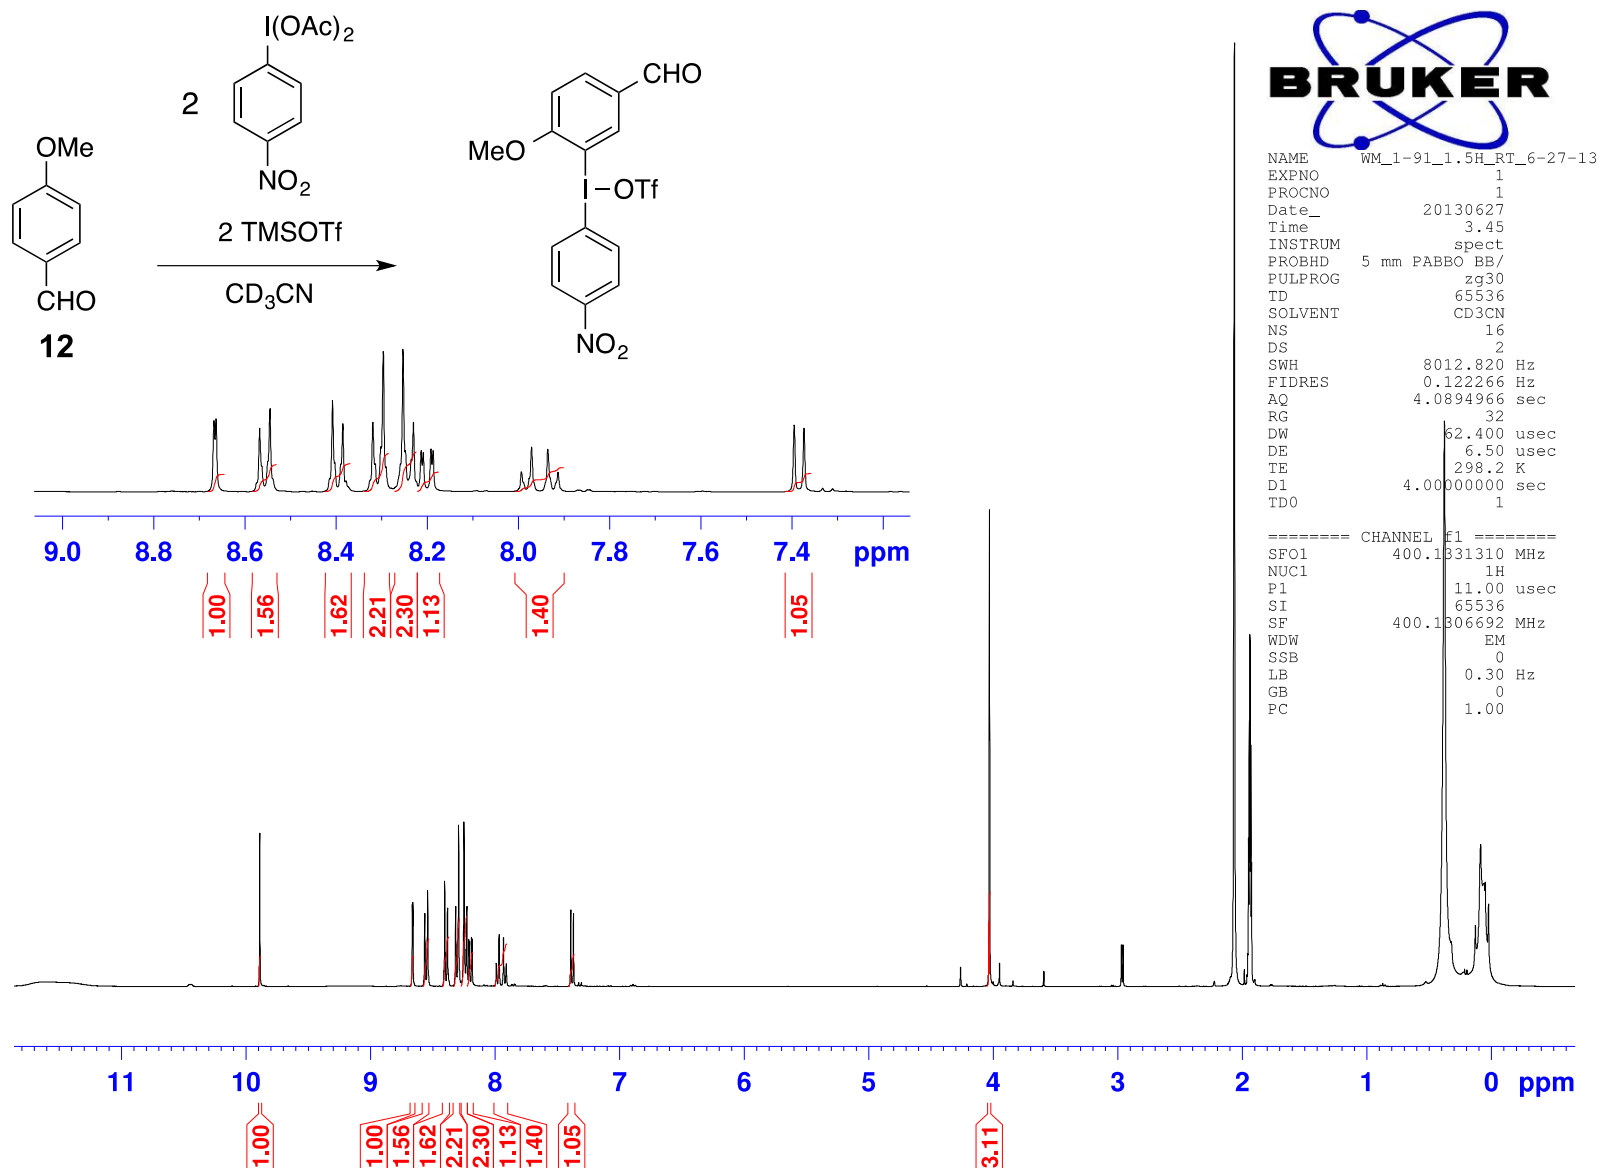 I(OAc)2
2
NO2
OMe
CHO
12
2 TMSOTf
CD3CN
CHO
MeO
I–OTf
NO2
BRUKER
NAME WM_1-91_1.5H_RT_6-27-13
EXPNO 1
PROCNO 1
Date_ 20130627
Time 3.45
INSTRUM spect
PROBHD 5 mm PABBO BB/
PULPROG zg30
TD 65536
SOLVENT CD3CN
NS 16
DS 2
SWH 8012.820 Hz
FIDRES 0.122266 Hz
AQ 4.0894966 sec
RG 32
DW 62.400 usec
DE 6.50 usec
TE 298.2 K
D1 4.00000000 sec
TD0 1
======== CHANNEL f1 ========
SFO1 400.1331310 MHz
NUC1 1H
P1 11.00 usec
SI 65536
SF 400.1306692 MHz
WDW EM
SSB 0
LB 0.30 Hz
GB 0
PC 1.00
9.0 8.8 8.6 8.4 8.2 8.0 7.8 7.6 7.4 ppm
1.00 1.56 1.62 2.21 2.30 1.13 1.40 1.05
11 10 9 8 7 6 5 4 3 2 1 0 ppm
1.00 1.00 1.56 1.62 2.21 2.30 1.13 1.40 1.05 3.11